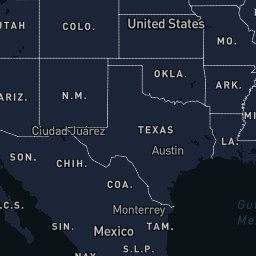 United States
UTAH
COLO.
MO.
OKLA.
ARK.
ARIZ.
N.M.
MI
Ciudad Juárez
TEXAS
LA.
Austin
SON.
CHIH.
COA.
.C.S.
Monterrey
Gu
Me
SIN.
Mexico
TAM.
S.L.P.
NAY.